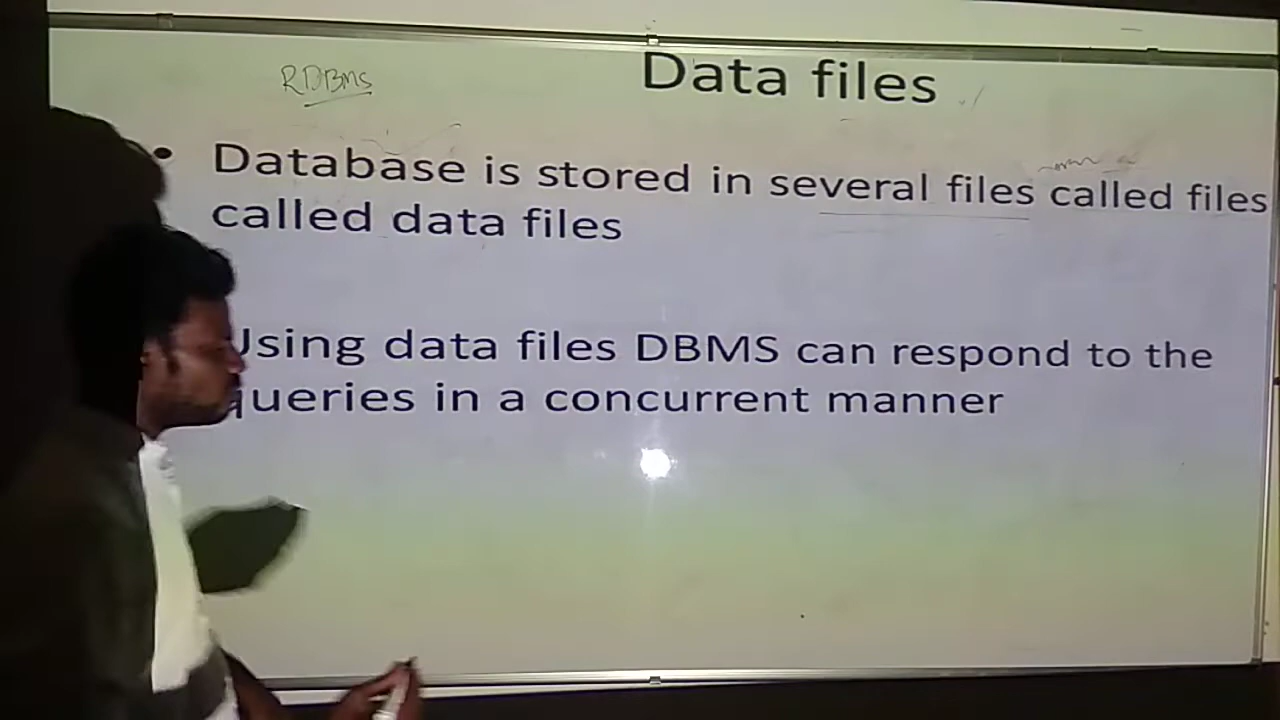 RDBMS
Data files
• Database is stored in several files called files
called data files
Using data files DBMS can respond to the
queries in a concurrent manner